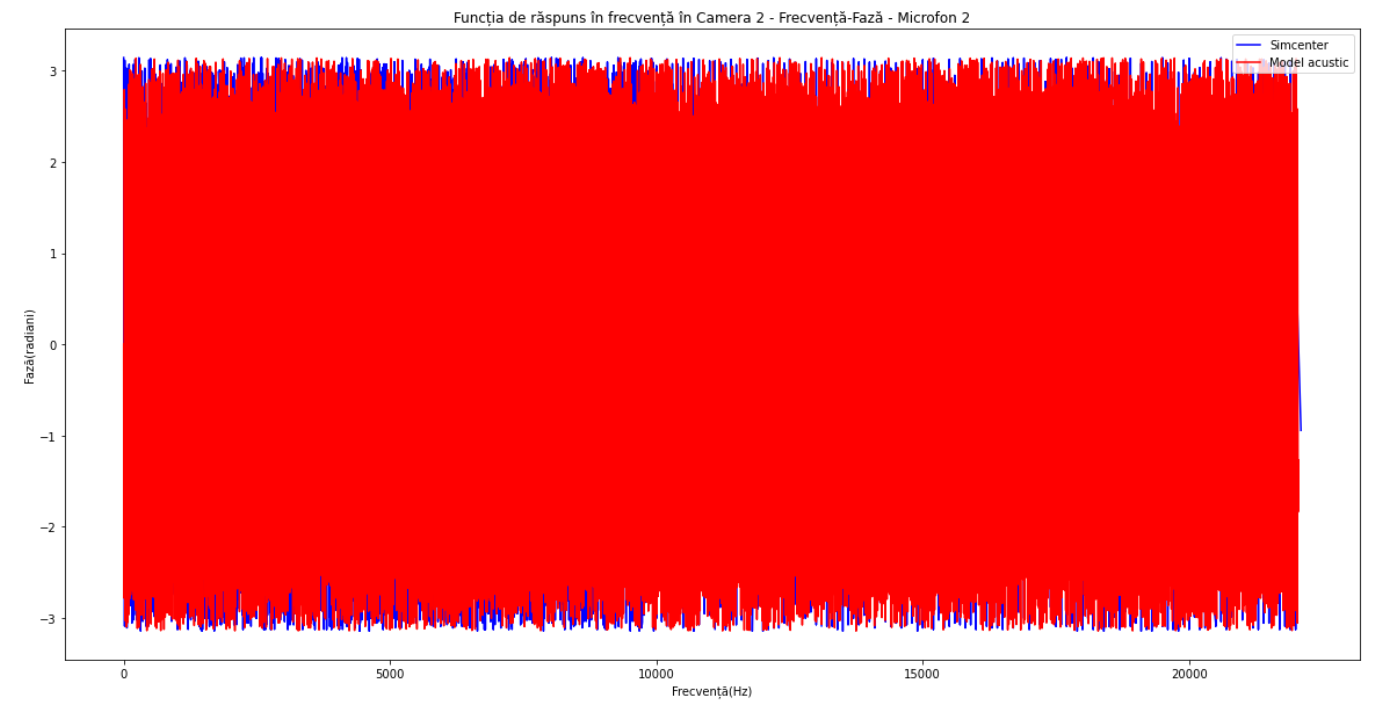 Funcția de răspuns în frecvență în Camera 2 - Frecvență-Fază - Microfon 2
Simcenter
Model acustic
3
2
1
0
−1
−2
−3
Fază(radiani)
0
5000
10000
15000
20000
Frecvență(Hz)